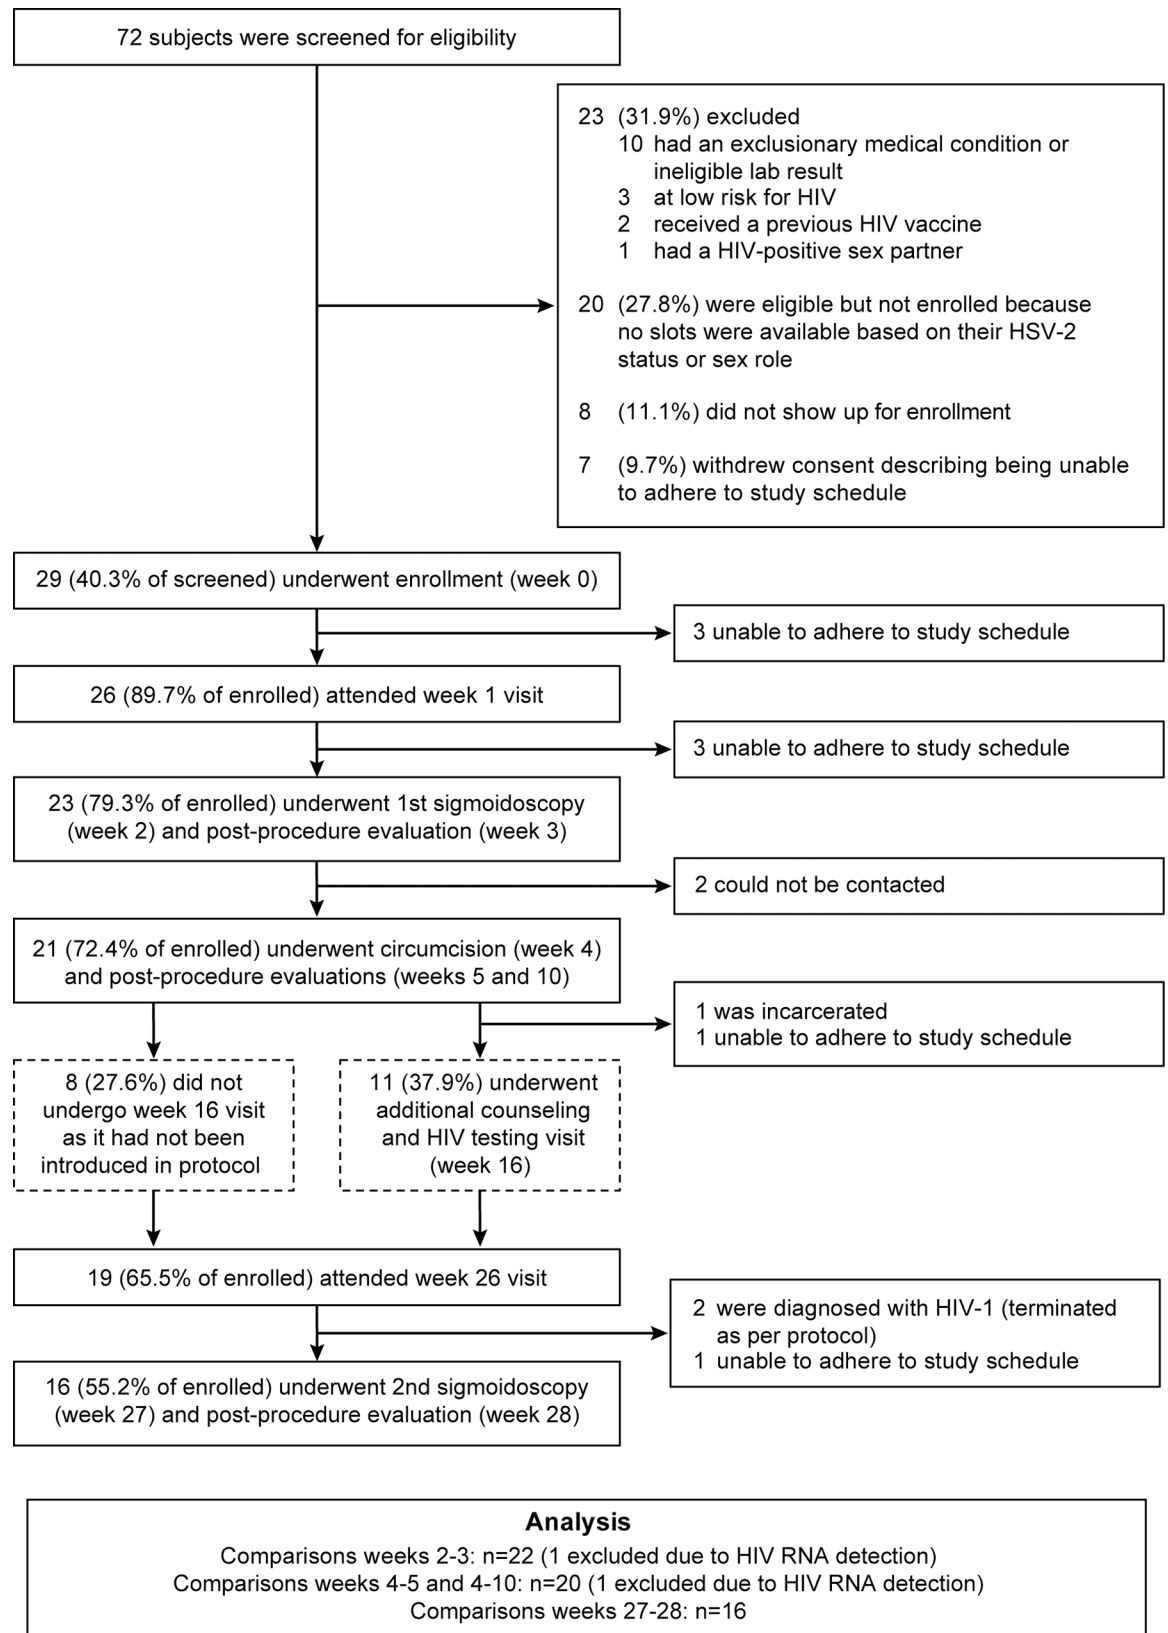 72 subjects were screened for eligibility
23 (31.9%) excluded
10 had an exclusionary medical condition or
ineligible lab result
3 at low risk for HIV
2 received a previous HIV vaccine
1 had a HIV-positive sex partner
20 (27.8%) were eligible but not enrolled because
no slots were available based on their HSV-2
status or sex role
8 (11.1%) did not show up for enrollment
7 (9.7%) withdrew consent describing being unable
to adhere to study schedule
29 (40.3% of screened) underwent enrollment (week 0)
3 unable to adhere to study schedule
26 (89.7% of enrolled) attended week 1 visit
3 unable to adhere to study schedule
23 (79.3% of enrolled) underwent 1st sigmoidoscopy
(week 2) and post-procedure evaluation (week 3)
2 could not be contacted
21 (72.4% of enrolled) underwent circumcision (week 4)
and post-procedure evaluations (weeks 5 and 10)
1 was incarcerated
1 unable to adhere to study schedule
8 (27.6%) did not
undergo week 16 visit
as it had not been
introduced in protocol
11 (37.9%) underwent
additional counseling
and HIV testing visit
(week 16)
19 (65.5% of enrolled) attended week 26 visit
2 were diagnosed with HIV-1 (terminated
as per protocol)
1 unable to adhere to study schedule
16 (55.2% of enrolled) underwent 2nd sigmoidoscopy
(week 27) and post-procedure evaluation (week 28)
Analysis
Comparisons weeks 2-3: n=22 (1 excluded due to HIV RNA detection)
Comparisons weeks 4-5 and 4-10: n=20 (1 excluded due to HIV RNA detection)
Comparisons weeks 27-28: n=16